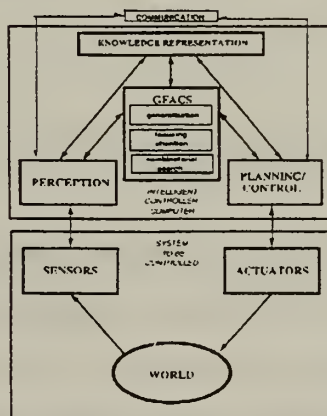 COMMUNICATION
KNOWLEDGE REPRESENTATION
GFACS
generalization
focusing
attention
combinatorial
search
PERCEPTION
PLANNING/
CONTROL
INTELLIGENT
CONTROLLER
COMPUTER
SYSTEM
TO BE
CONTROLLED
SENSORS
ACTUATORS
WORLD